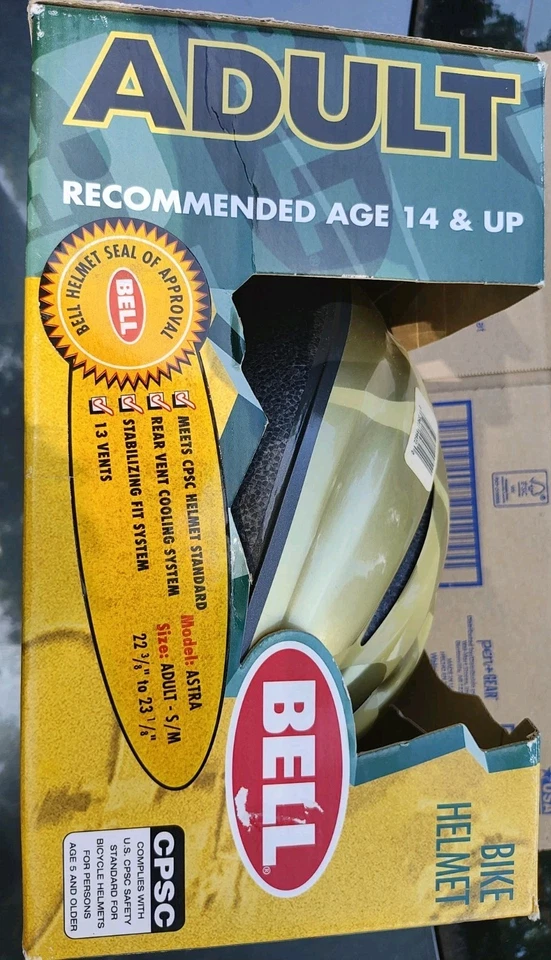 ADULT
RECOMMENDED AGE 14 & UP
BELL HELMET SEAL OF APPROVAL
BELL
MEETS CPSC HELMET STANDARD
REAR VENT COOLING SYSTEM
STABILIZING FIT SYSTEM
13 VENTS
Model: ASTRA
Size: ADULT - S/M
22 3/8" to 23 1/8"
BELL®
BIKE
HELMET
CPSC
COMPLIES WITH
U.S. CPSC SAFETY
STANDARD FOR
BICYCLE HELMETS
FOR PERSONS
AGE 5 AND OLDER
pen+GEAR